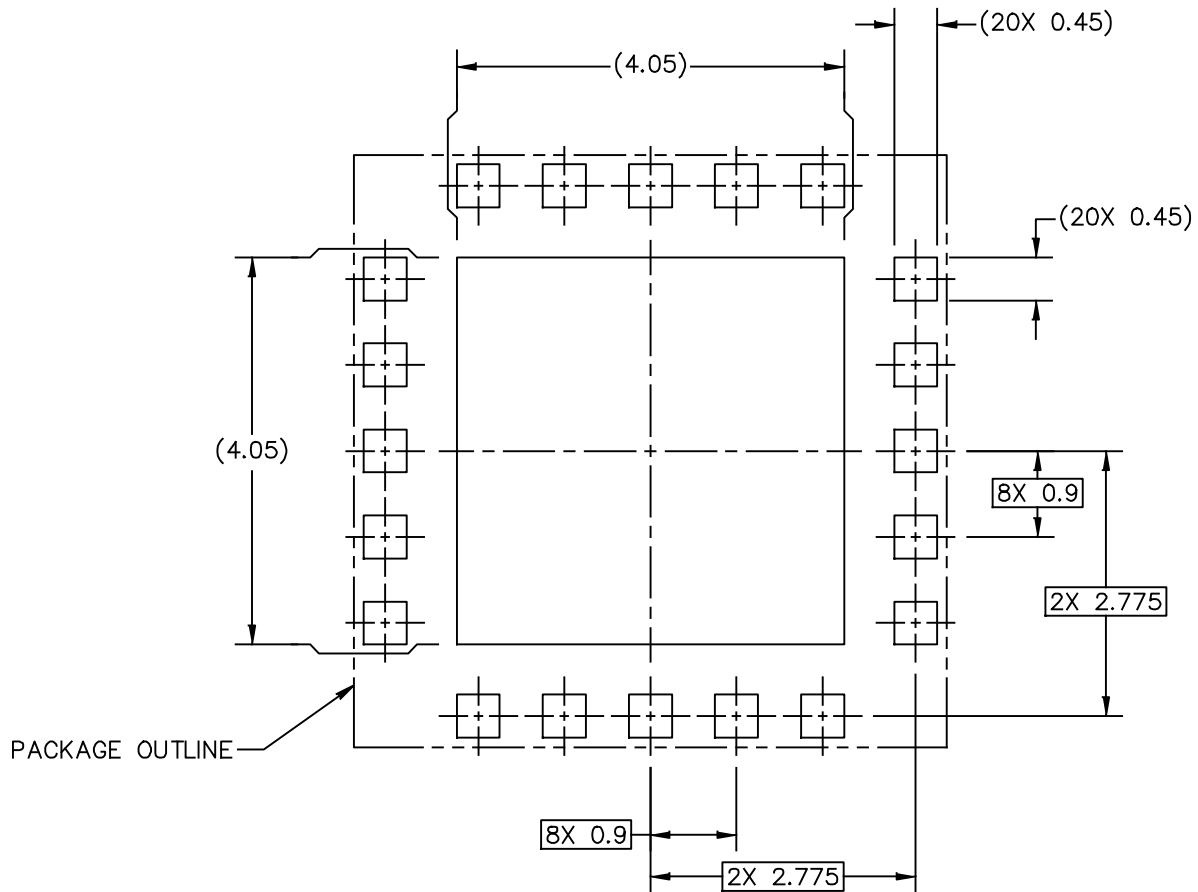 (20X 0.45)
(4.05)
(20X 0.45)
(4.05)
8X 0.9
2X 2.775
PACKAGE OUTLINE
8X 0.9
2X 2.775